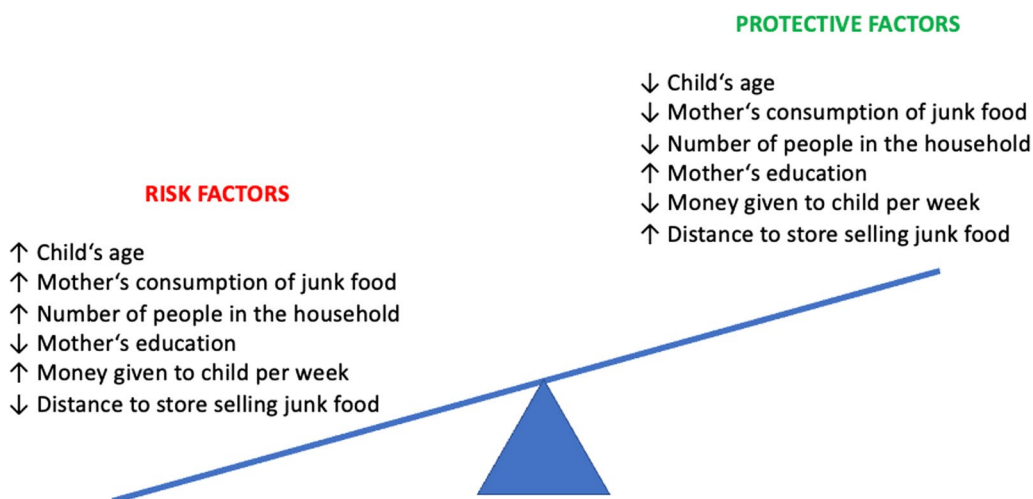 PROTECTIVE FACTORS
↓ Child‘s age
↓ Mother‘s consumption of junk food
↓ Number of people in the household
↑ Mother‘s education
↓ Money given to child per week
↑ Distance to store selling junk food
RISK FACTORS
↑ Child‘s age
↑ Mother‘s consumption of junk food
↑ Number of people in the household
↓ Mother‘s education
↑ Money given to child per week
↓ Distance to store selling junk food